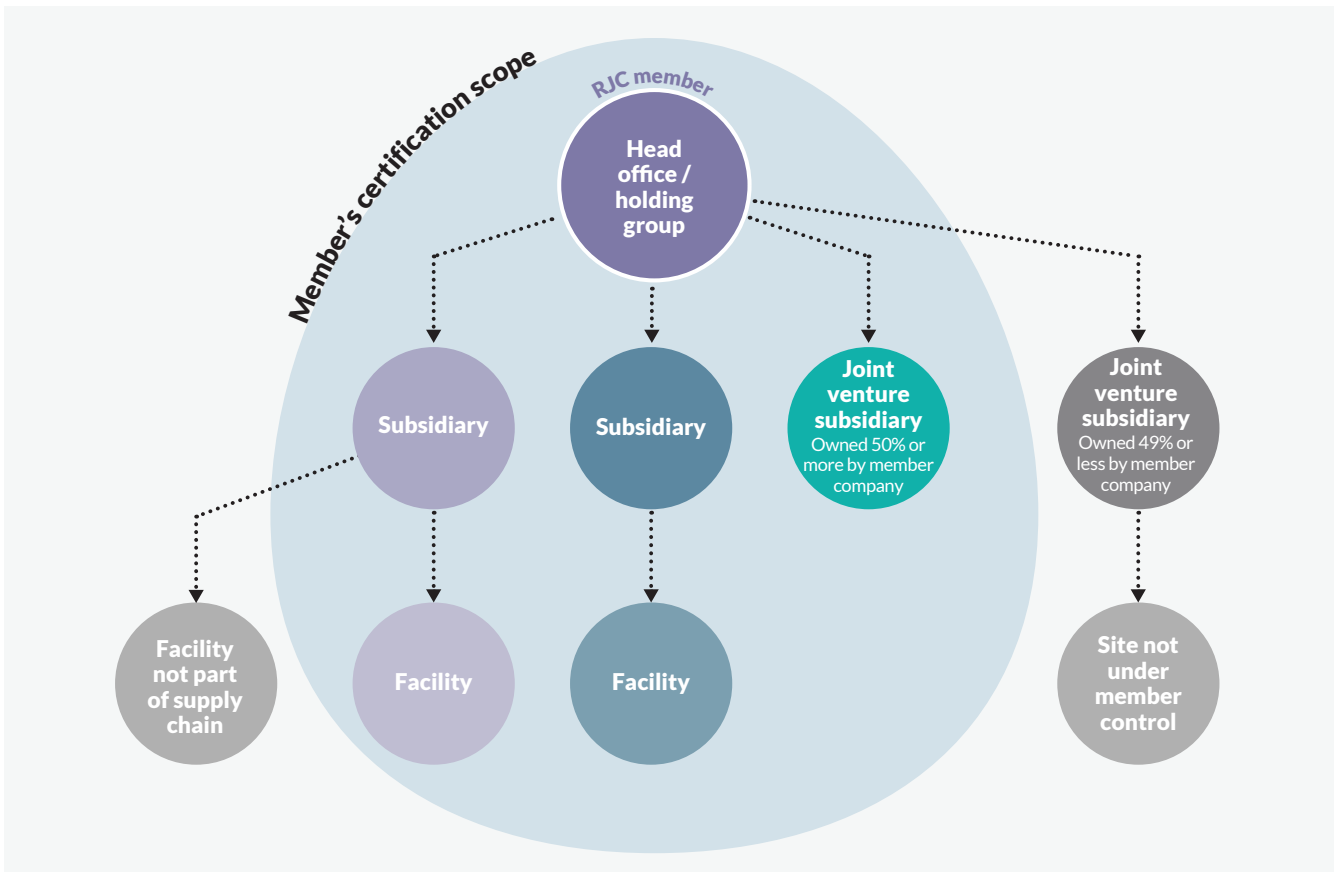 Member's certification scope
RJC member
Head
office /
holding
group
Subsidiary
Subsidiary
Joint
venture
subsidiary
Owned 50% or
more by member
company
Joint
venture
subsidiary
Owned 49% or
less by member
company
Facility
not part
of supply
chain
Facility
Facility
Site not
under
member
control